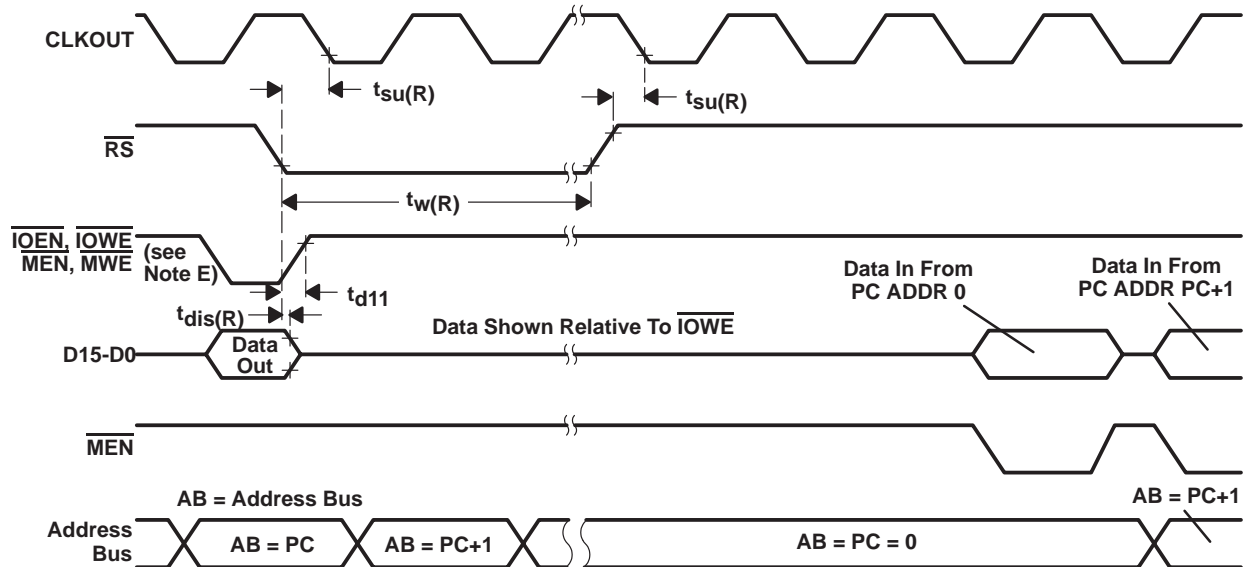 CLKOUT
tsu(R)
tsu(R)
RS
tw(R)
IOEN, IOWE
MEN, MWE
(see
Note E)
td11
tdis(R)
Data Shown Relative To IOWE
Data In From
PC ADDR 0
Data In From
PC ADDR PC+1
D15-D0
Data
Out
MEN
AB = Address Bus
AB = PC+1
Address
Bus
AB = PC
AB = PC+1
AB = PC = 0